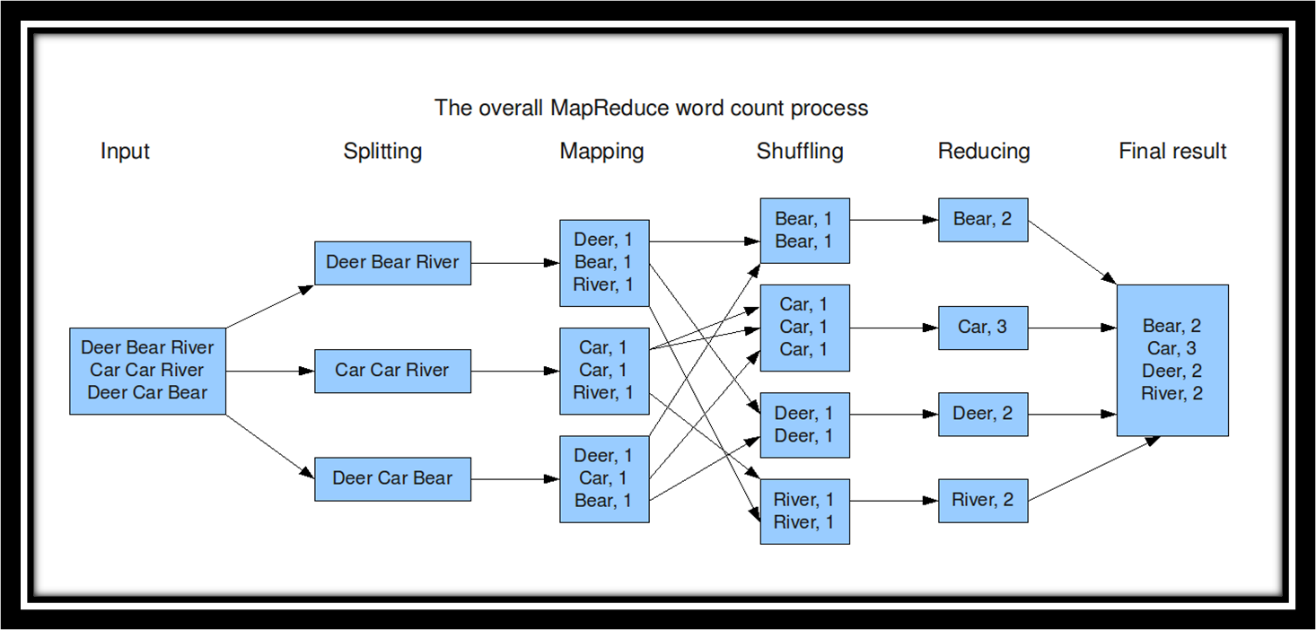 The overall MapReduce word count process
Input
Splitting
Mapping
Shuffling
Reducing
Final result
Deer Bear River
Car Car River
Deer Car Bear
Deer Bear River
Car Car River
Deer Car Bear
Deer, 1
Bear, 1
River, 1
Car, 1
Car, 1
River, 1
Deer, 1
Car, 1
Bear, 1
Bear, 1
Bear, 1
Car, 1
Car, 1
Car, 1
Deer, 1
Deer, 1
River, 1
River, 1
Bear, 2
Car, 3
Deer, 2
River, 2
Bear, 2
Car, 3
Deer, 2
River, 2